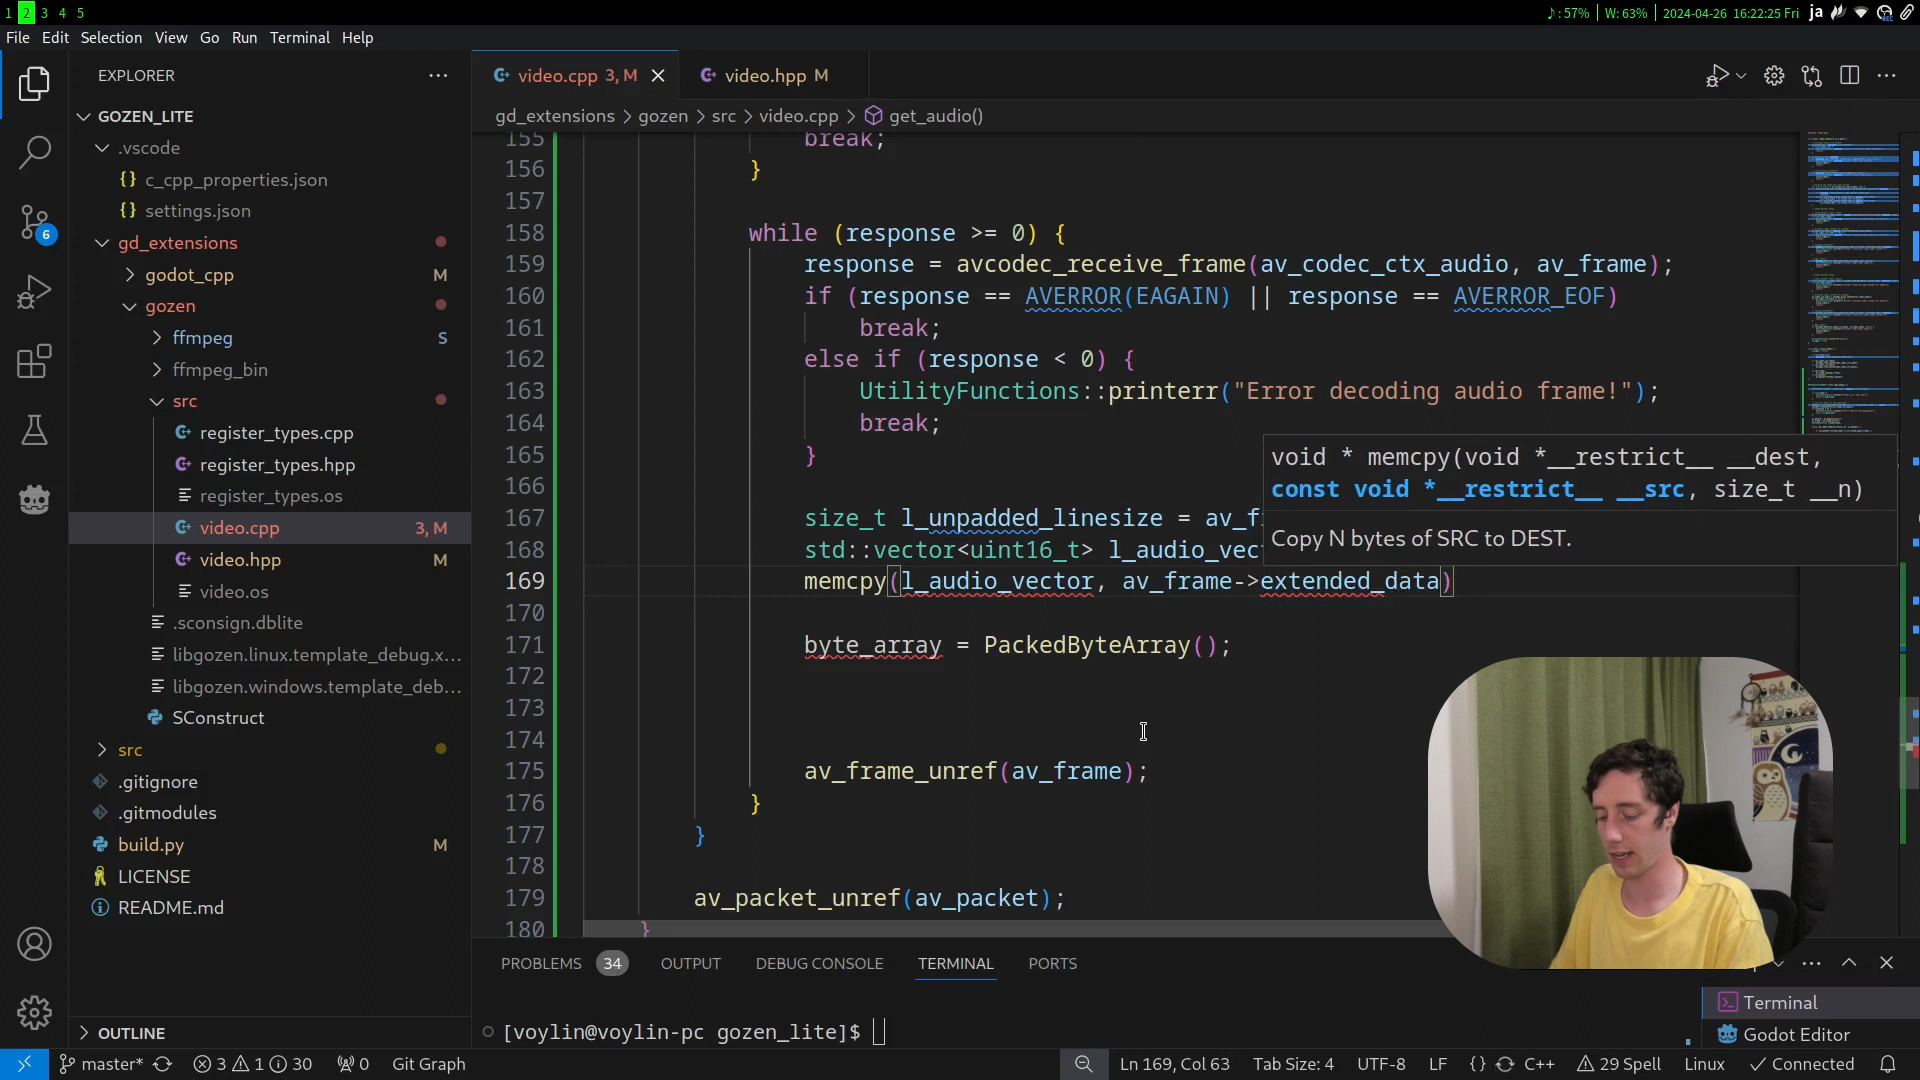 1 2 3 4 5
♪: 57% | W: 63% | 2024-04-26 16:22:25 Fri ja
File Edit Selection View Go Run Terminal Help
EXPLORER
GOZEN_LITE
.vscode
c_cpp_properties.json
settings.json
gd_extensions
godot_cpp M
gozen
ffmpeg S
ffmpeg_bin
src
register_types.cpp
register_types.hpp
register_types.os
video.cpp 3, M
video.hpp M
video.os
.sconsign.dblite
libgozen.linux.template_debug.x...
libgozen.windows.template_deb...
SConstruct
src
.gitignore
.gitmodules
build.py M
LICENSE
README.md
OUTLINE
6
video.cpp 3, M
video.hpp M
gd_extensions > gozen > src > video.cpp > get_audio()
155 break;
156 }
157
158 while (response >= 0) {
159 response = avcodec_receive_frame(av_codec_ctx_audio, av_frame);
160 if (response == AVERROR(EAGAIN) || response == AVERROR_EOF)
161 break;
162 else if (response < 0) {
163 UtilityFunctions::printerr("Error decoding audio frame!");
164 break;
165 }
166
167 size_t l_unpadded_linesize = av_f
168 std::vector<uint16_t> l_audio_vec
169 memcpy(l_audio_vector, av_frame->extended_data)
170
171 byte_array = PackedByteArray();
172
173
174
175 av_frame_unref(av_frame);
176 }
177 }
178
179 av_packet_unref(av_packet);
180 }
void * memcpy(void *__restrict__ __dest,
const void *__restrict__ __src, size_t __n)
Copy N bytes of SRC to DEST.
PROBLEMS 34 OUTPUT DEBUG CONSOLE TERMINAL PORTS
[voylin@voylin-pc gozen_lite]$
Terminal
Godot Editor
master* 3 1 30 0 Git Graph Ln 169, Col 63 Tab Size: 4 UTF-8 LF {} C++ 29 Spell Linux Connected